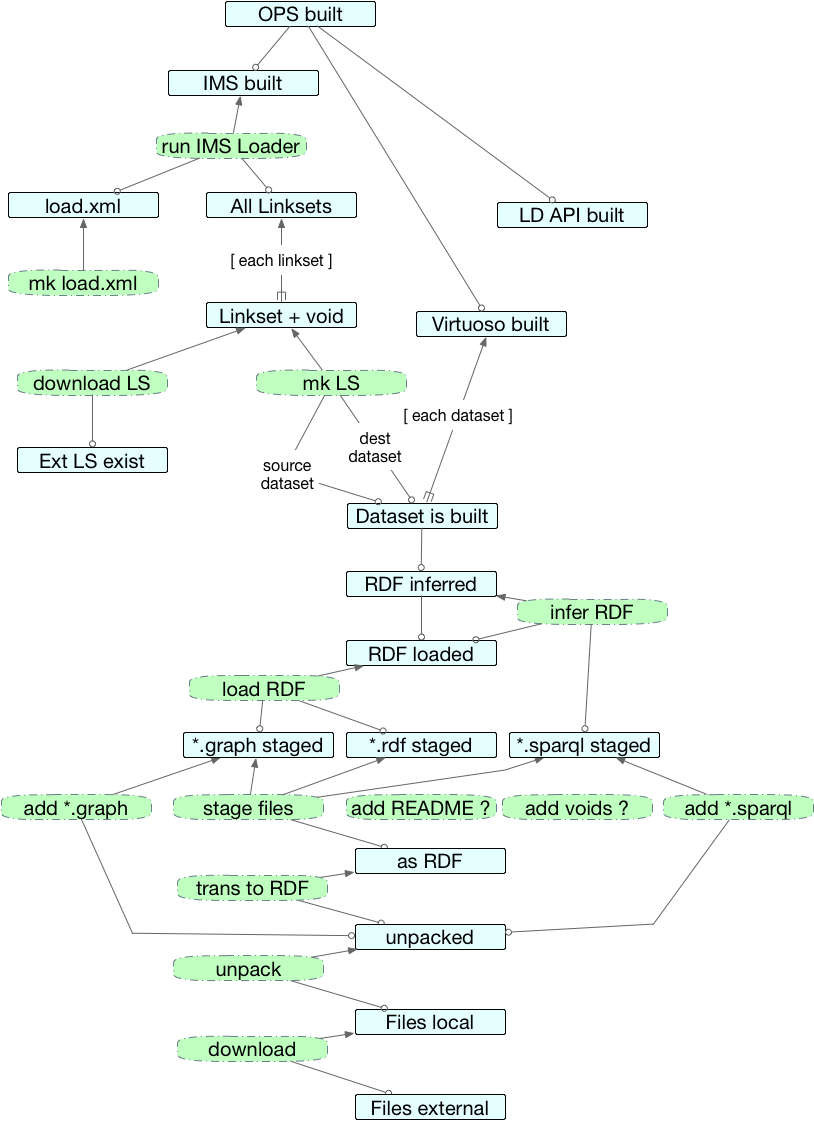 OPS built
IMS built
run IMS Loader
load.xml
All Linksets
LD API built
[ each linkset ]
mk load.xml
Linkset + void
Virtuoso built
download LS
mk LS
[ each dataset ]
dest
dataset
Ext LS exist
source
dataset
Dataset is built
RDF inferred
infer RDF
RDF loaded
load RDF
*.graph staged
*.rdf staged
*.sparql staged
add *.graph
stage files
add README ?
add voids ?
add *.sparql
as RDF
trans to RDF
unpacked
unpack
Files local
download
Files external